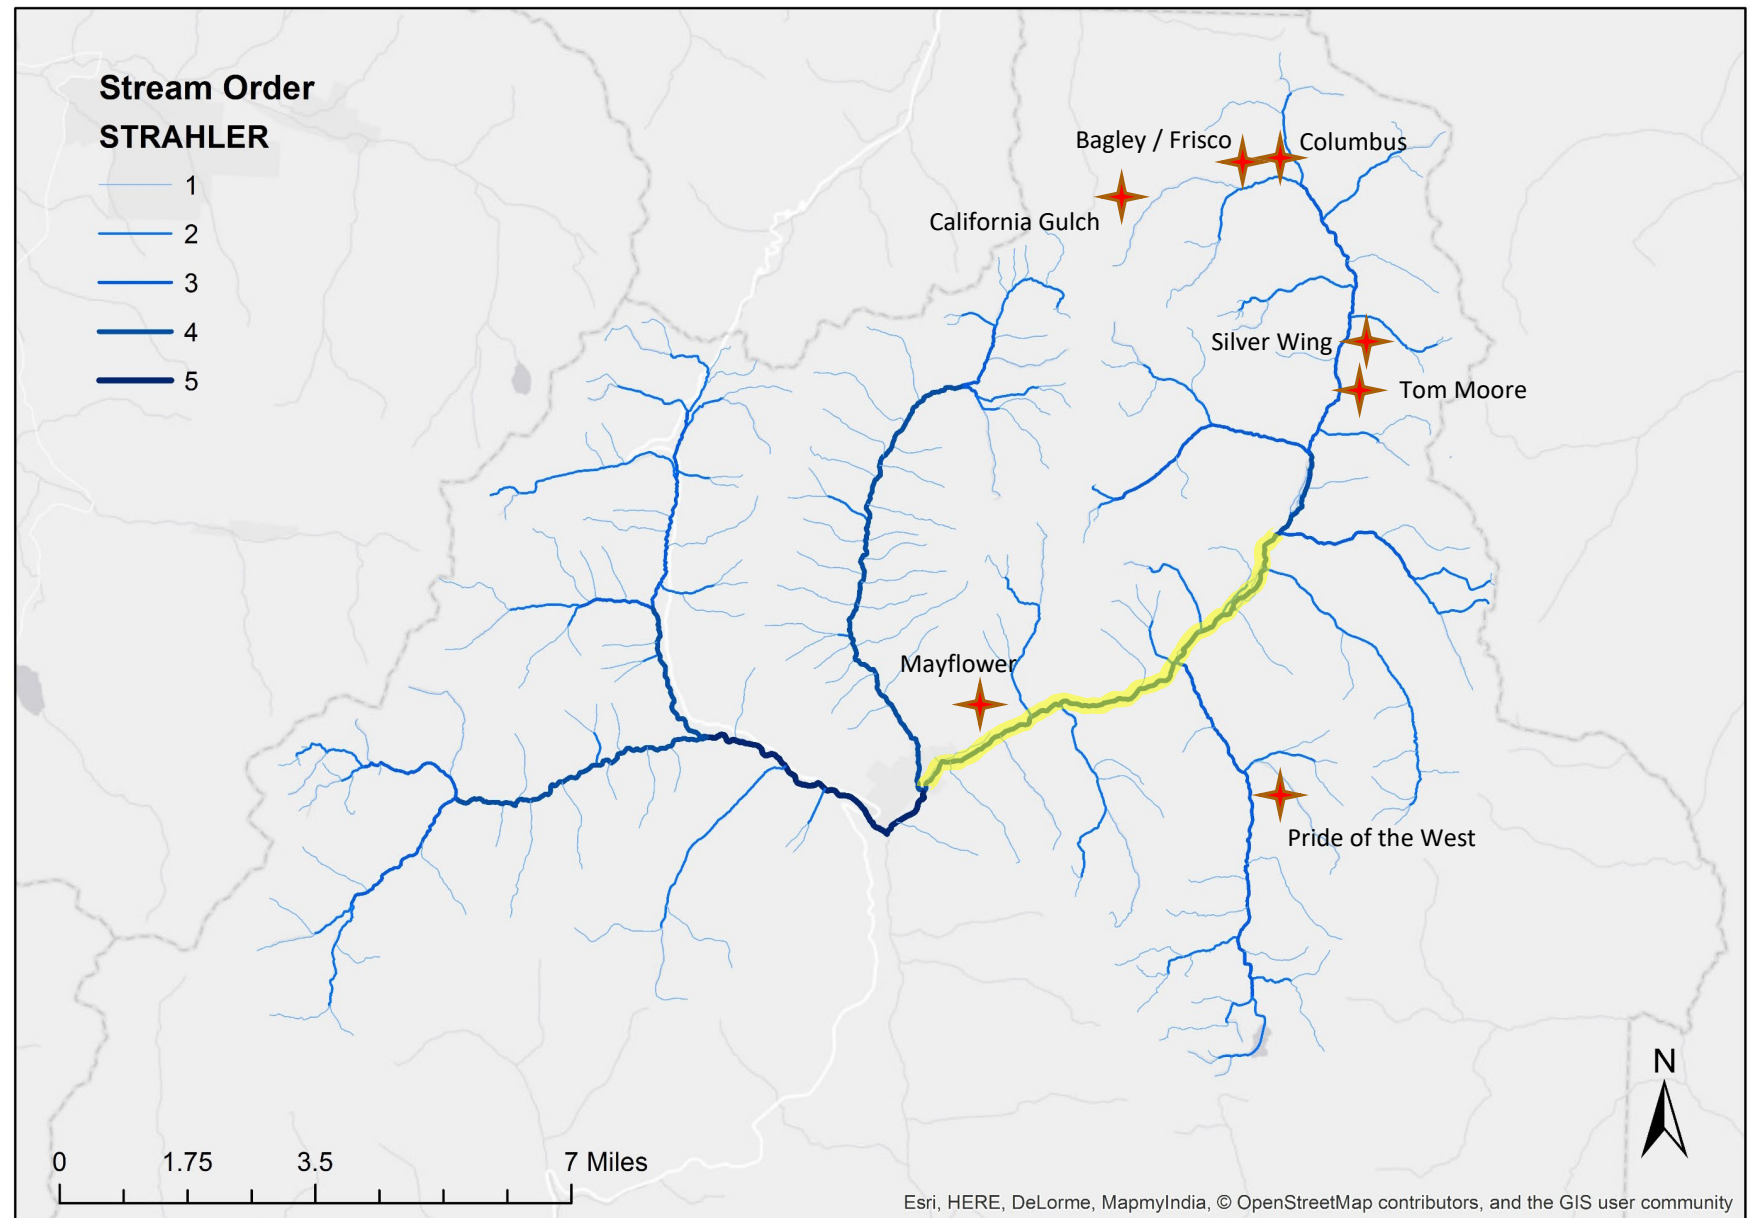 Stream Order
STRAHLER
1
2
3
4
5
Bagley / Frisco
Columbus
California Gulch
Silver Wing
Tom Moore
Mayflower
Pride of the West
N
0 1.75 3.5 7 Miles
Esri, HERE, DeLorme, MapmyIndia, © OpenStreetMap contributors, and the GIS user community